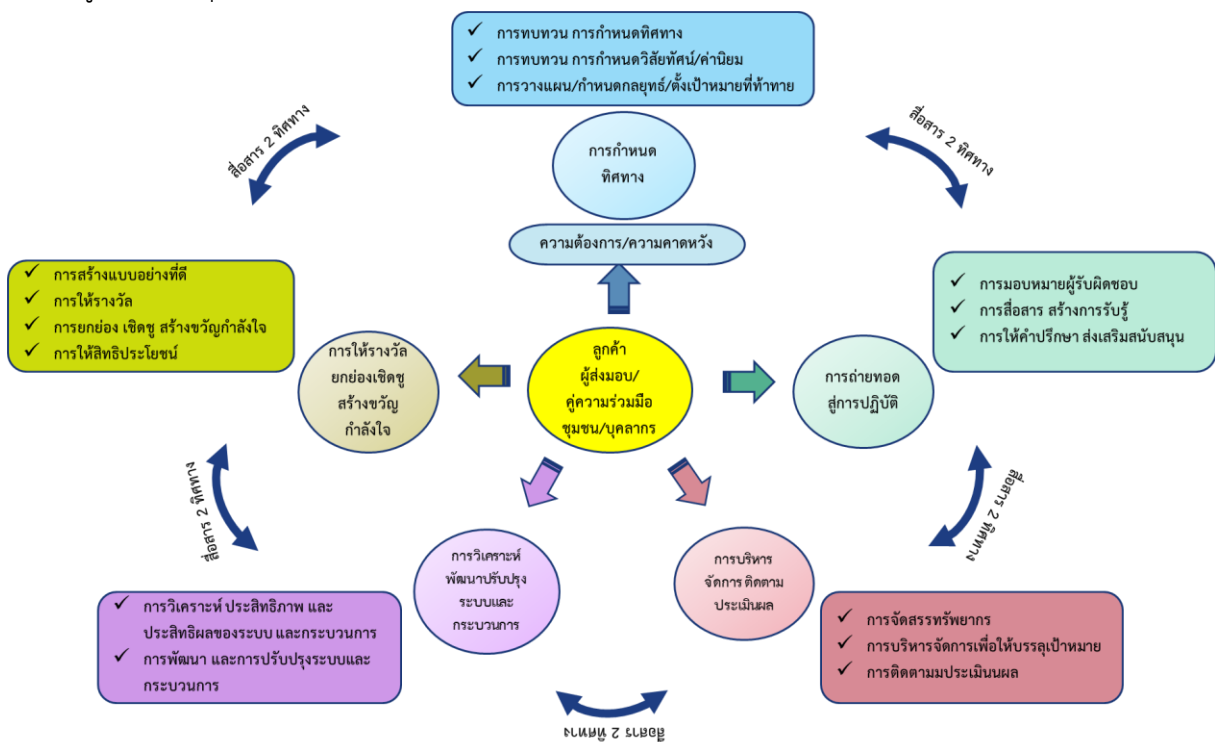 ✓ การทบทวน การกำหนดทิศทาง
✓ การทบทวน การกำหนดวิสัยทัศน์/ค่านิยม
✓ การวางแผน/กำหนดกลยุทธ์/ตั้งเป้าหมายที่ท้าทาย
สื่อสาร 2 ทิศทาง
สื่อสาร 2 ทิศทาง
การกำหนด
ทิศทาง
ความต้องการ/ความคาดหวัง
✓ การสร้างแบบอย่างที่ดี
✓ การให้รางวัล
✓ การยกย่อง เชิดชู สร้างขวัญกำลังใจ
✓ การให้สิทธิประโยชน์
การให้รางวัล
ยกย่องเชิดชู
สร้างขวัญ
กำลังใจ
ลูกค้า
ผู้ส่งมอบ/
คู่ความร่วมมือ
ชุมชน/บุคลากร
การถ่ายทอด
สู่การปฏิบัติ
✓ การมอบหมายผู้รับผิดชอบ
✓ การสื่อสาร สร้างการรับรู้
✓ การให้คำปรึกษา ส่งเสริมสนับสนุน
สื่อสาร 2 ทิศทาง
สื่อสาร 2 ทิศทาง
การวิเคราะห์
พัฒนาปรับปรุง
ระบบและ
กระบวนการ
การบริหาร
จัดการ ติดตาม
ประเมินผล
✓ การวิเคราะห์ ประสิทธิภาพ และ
ประสิทธิผลของระบบ และกระบวนการ
✓ การพัฒนา และการปรับปรุงระบบและ
กระบวนการ
✓ การจัดสรรทรัพยากร
✓ การบริหารจัดการเพื่อให้บรรลุเป้าหมาย
✓ การติดตามมประเมินนผล
สื่อสาร 2 ทิศทาง